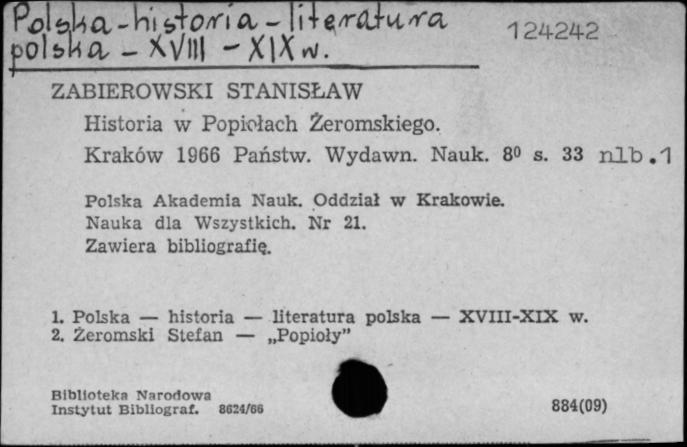 Polska-historia-literatura
polska - XVIII - XIX w.
124242
ZABIEROWSKI STANISŁAW
Historia w Popiołach Żeromskiego.
Kraków 1966 Państw. Wydawn. Nauk. 8⁰ s. 33 nlb.1
Polska Akademia Nauk. Oddział w Krakowie.
Nauka dla Wszystkich. Nr 21.
Zawiera bibliografię.
1. Polska — historia — literatura polska — XVIII-XIX w.
2. Żeromski Stefan — „Popioły”
Biblioteka Narodowa
Instytut Bibliograf. 8624/66
884(09)